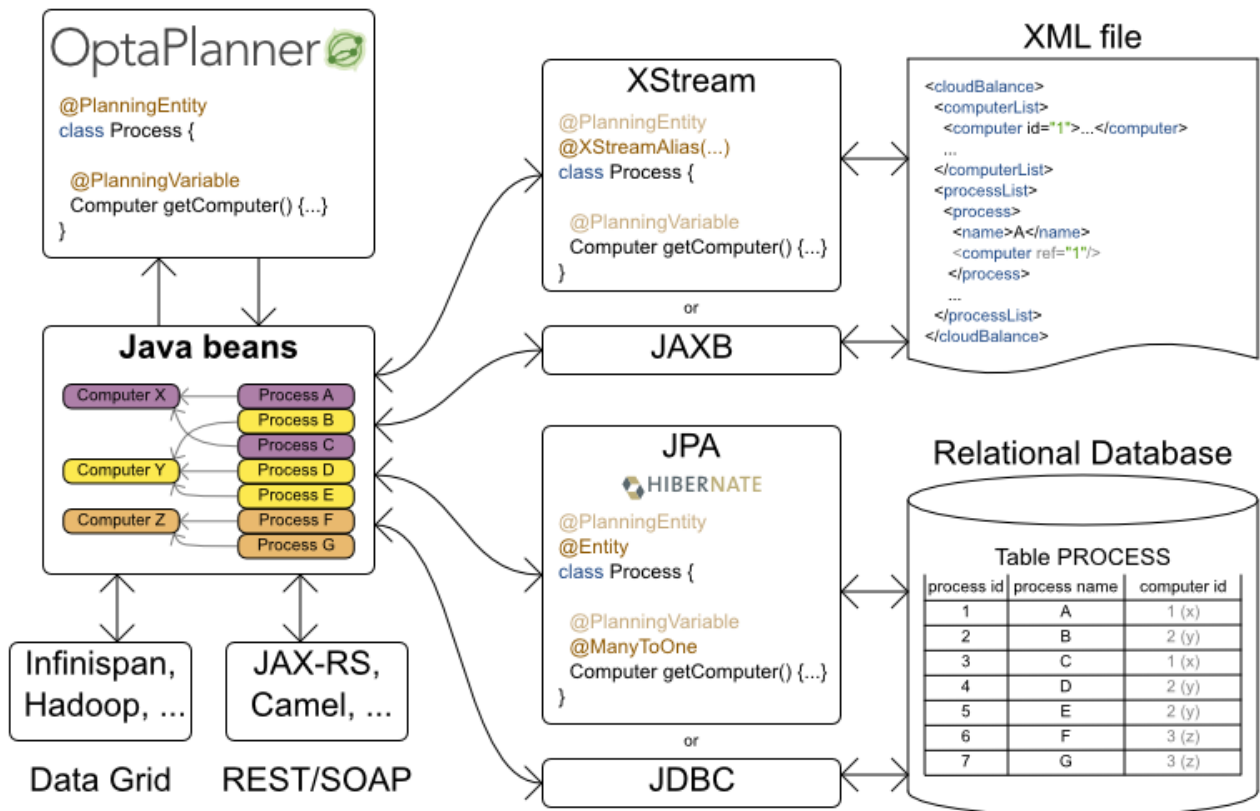 OptaPlanner
@PlanningEntity
class Process {
@PlanningVariable
Computer getComputer() {...}
}
Java beans
Computer X
Computer Y
Computer Z
Process A
Process B
Process C
Process D
Process E
Process F
Process G
Infinispan,
Hadoop, ...
Data Grid
JAX-RS,
Camel, ...
REST/SOAP
XStream
@PlanningEntity
@XStreamAlias(...)
class Process {
@PlanningVariable
Computer getComputer() {...}
}
or
JAXB
XML file
<cloudBalance>
<computerList>
<computer id="1">...</computer>
...
</computerList>
<processList>
<process>
<name>A</name>
<computer ref="1"/>
</process>
...
</processList>
</cloudBalance>
JPA
HIBERNATE
@PlanningEntity
@Entity
class Process {
@PlanningVariable
@ManyToOne
Computer getComputer() {...}
}
or
JDBC
Relational Database
Table PROCESS
process id process name computer id
1 A 1 (x)
2 B 2 (y)
3 C 1 (x)
4 D 2 (y)
5 E 2 (y)
6 F 3 (z)
7 G 3 (z)